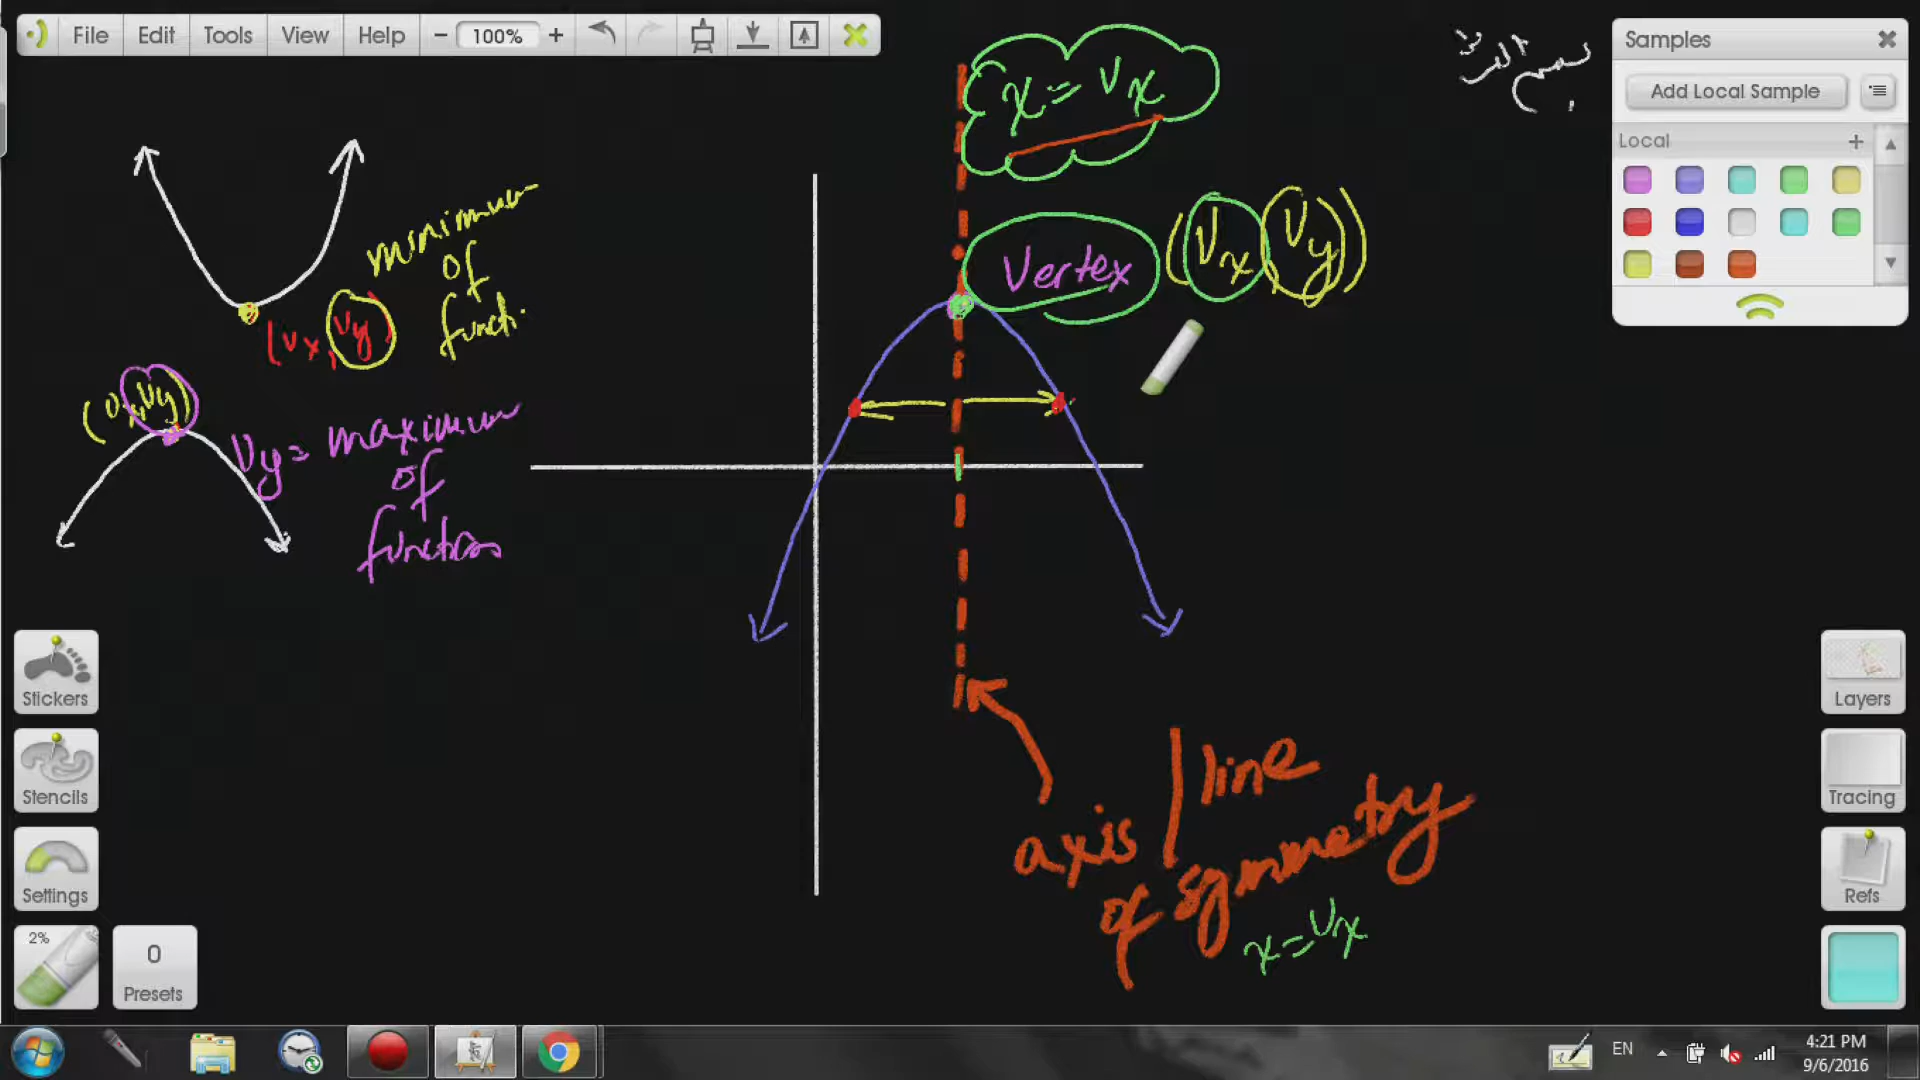 File Edit Tools View Help − 100% +
Samples
Add Local Sample
Local +
x = Vx
بسم الله
Vertex (Vx, Vy)
minimum
of
functi.
(Vx, Vy)
(Vx, Vy)
Vy = maximum
of
function
axis / line
of symmetry
x = Vx
Stickers
Stencils
Settings
2%
0
Presets
Layers
Tracing
Refs
EN
4:21 PM
9/6/2016